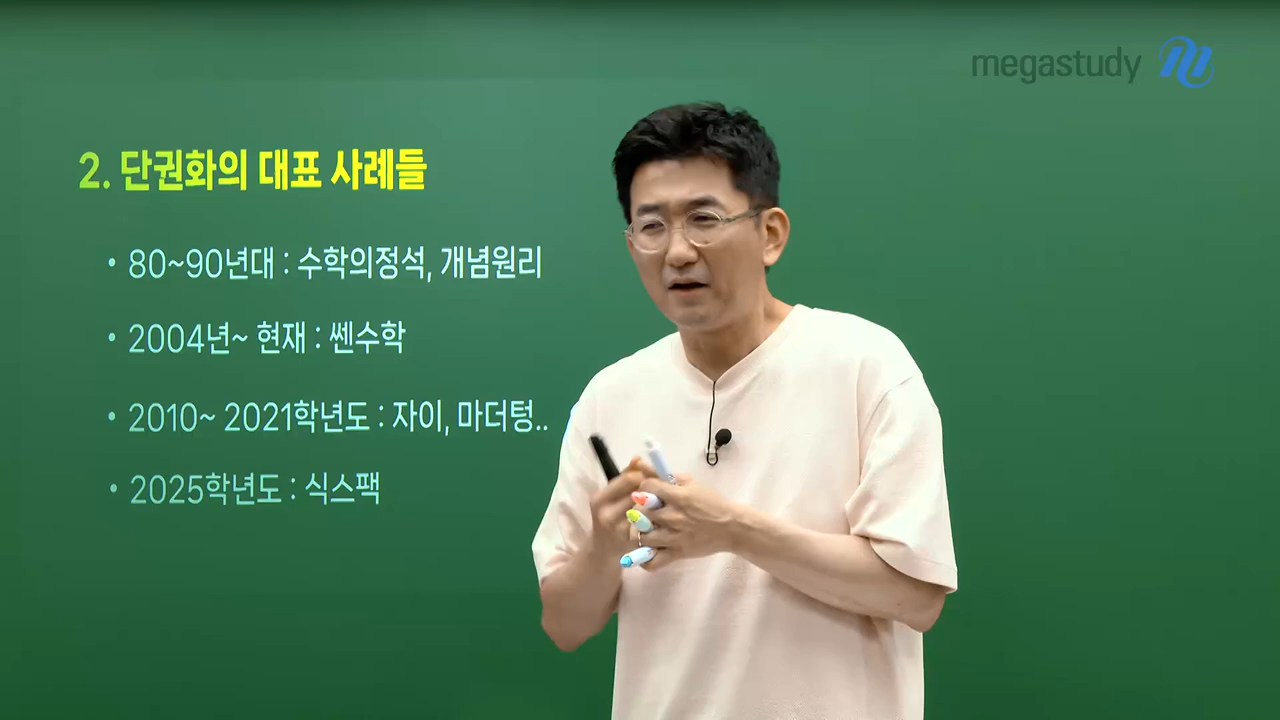 megastudy
2. 단권화의 대표 사례들
• 80~90년대 : 수학의정석, 개념원리
• 2004년~ 현재 : 쎈수학
• 2010~ 2021학년도 : 자이, 마더텅..
• 2025학년도 : 식스팩